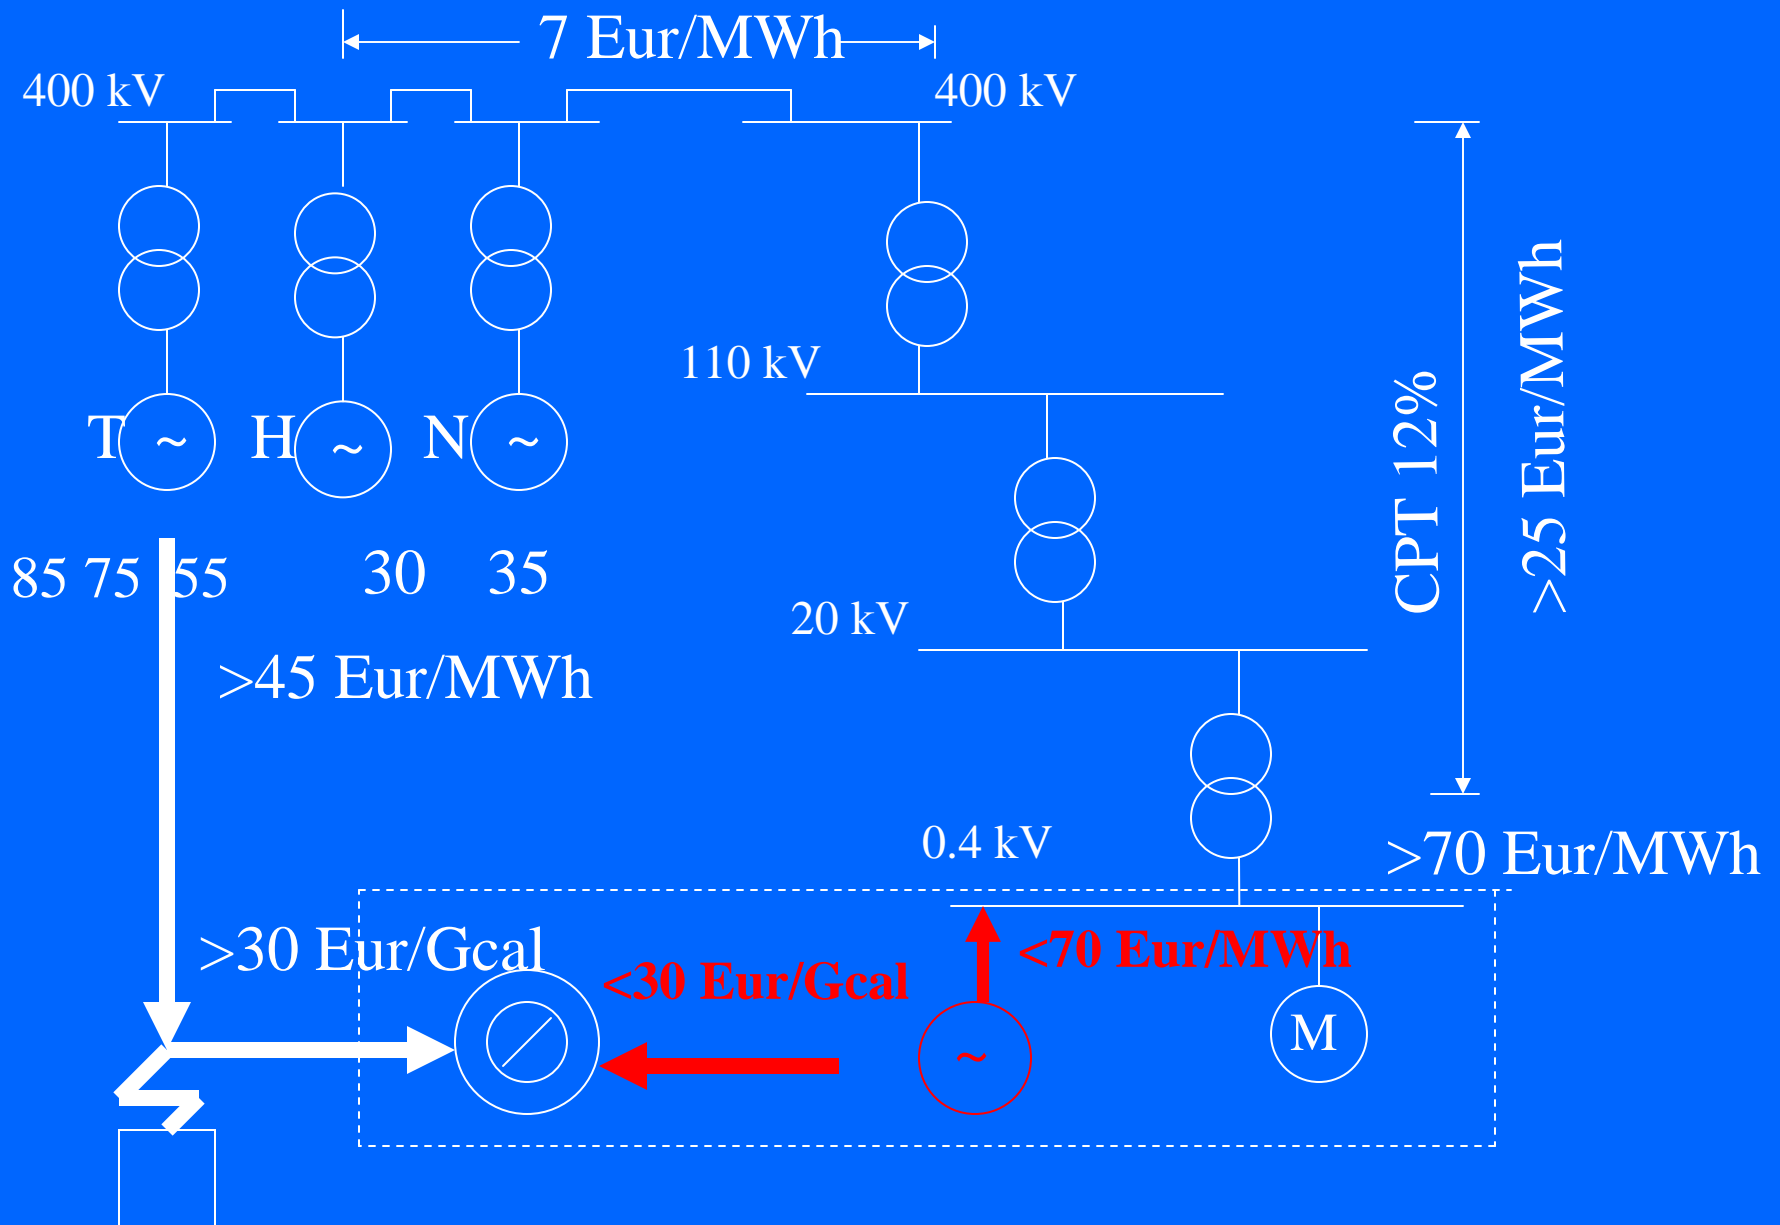 7 Eur/MWh
400 kV
400 kV
110 kV
T ~ H ~ N ~
85 75 55 30 35
20 kV
>45 Eur/MWh
CPT 12%
>25 Eur/MWh
0.4 kV
>70 Eur/MWh
>30 Eur/Gcal
<30 Eur/Gcal
<70 Eur/MWh
~
M